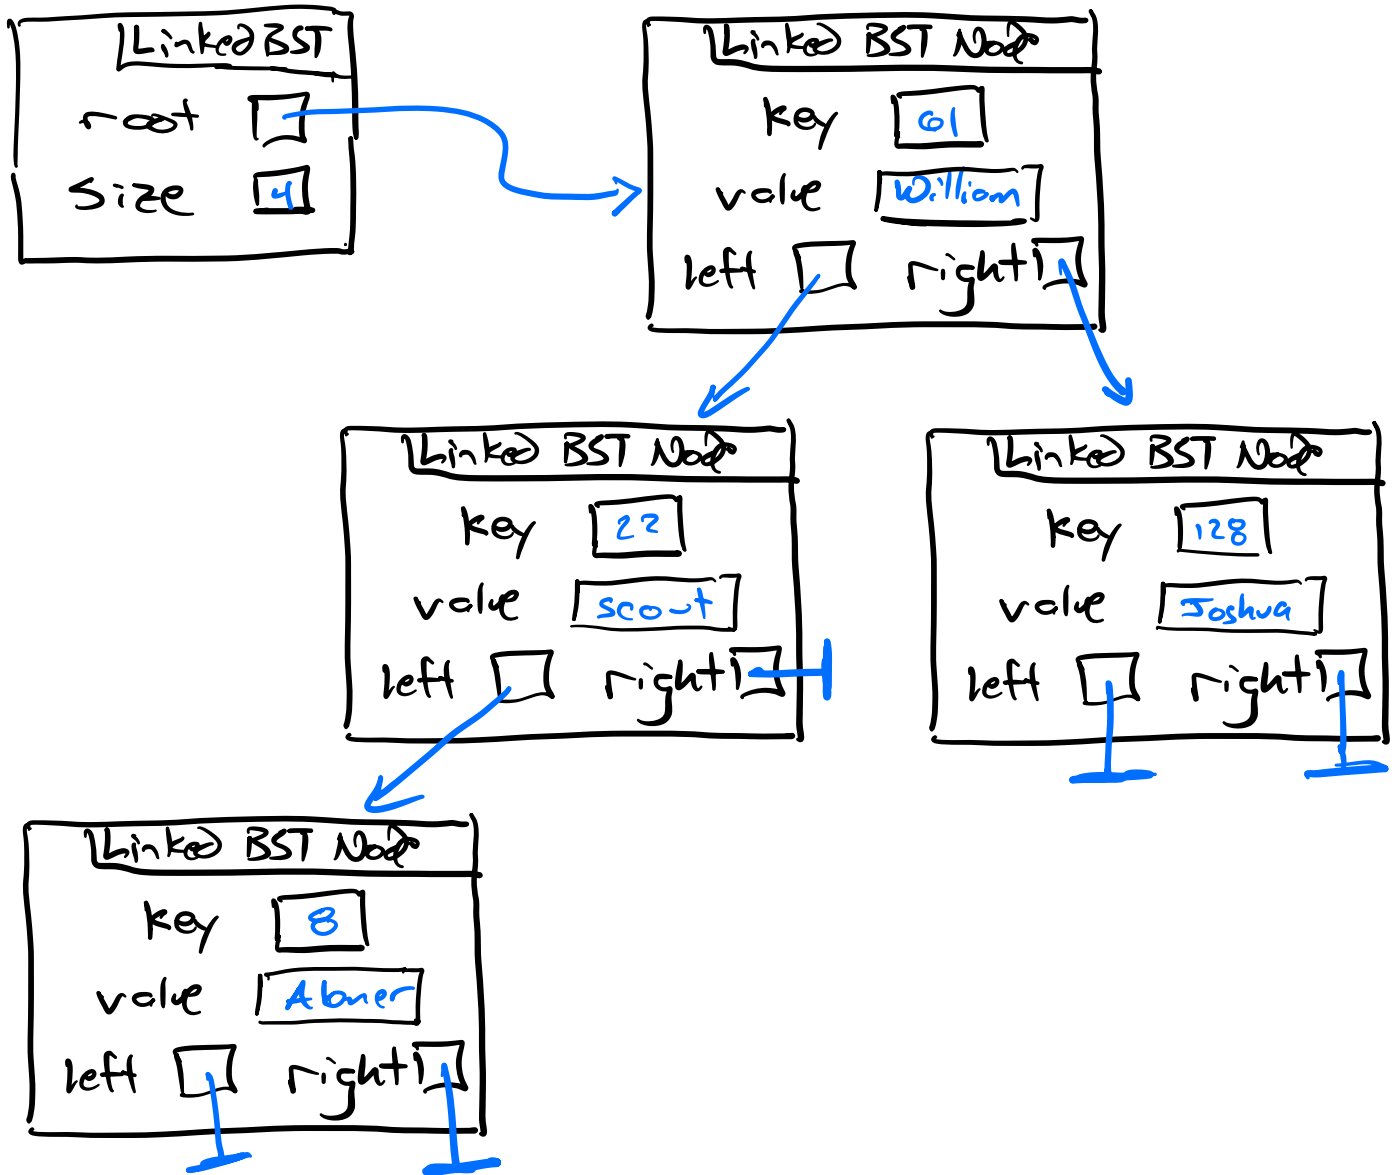 Linked BST
root
size 4
Linked BST Node
key 61
value William
left right
Linked BST Node
key 22
value Scout
left right
Linked BST Node
key 128
value Joshua
left right
Linked BST Node
key 8
value Abner
left right